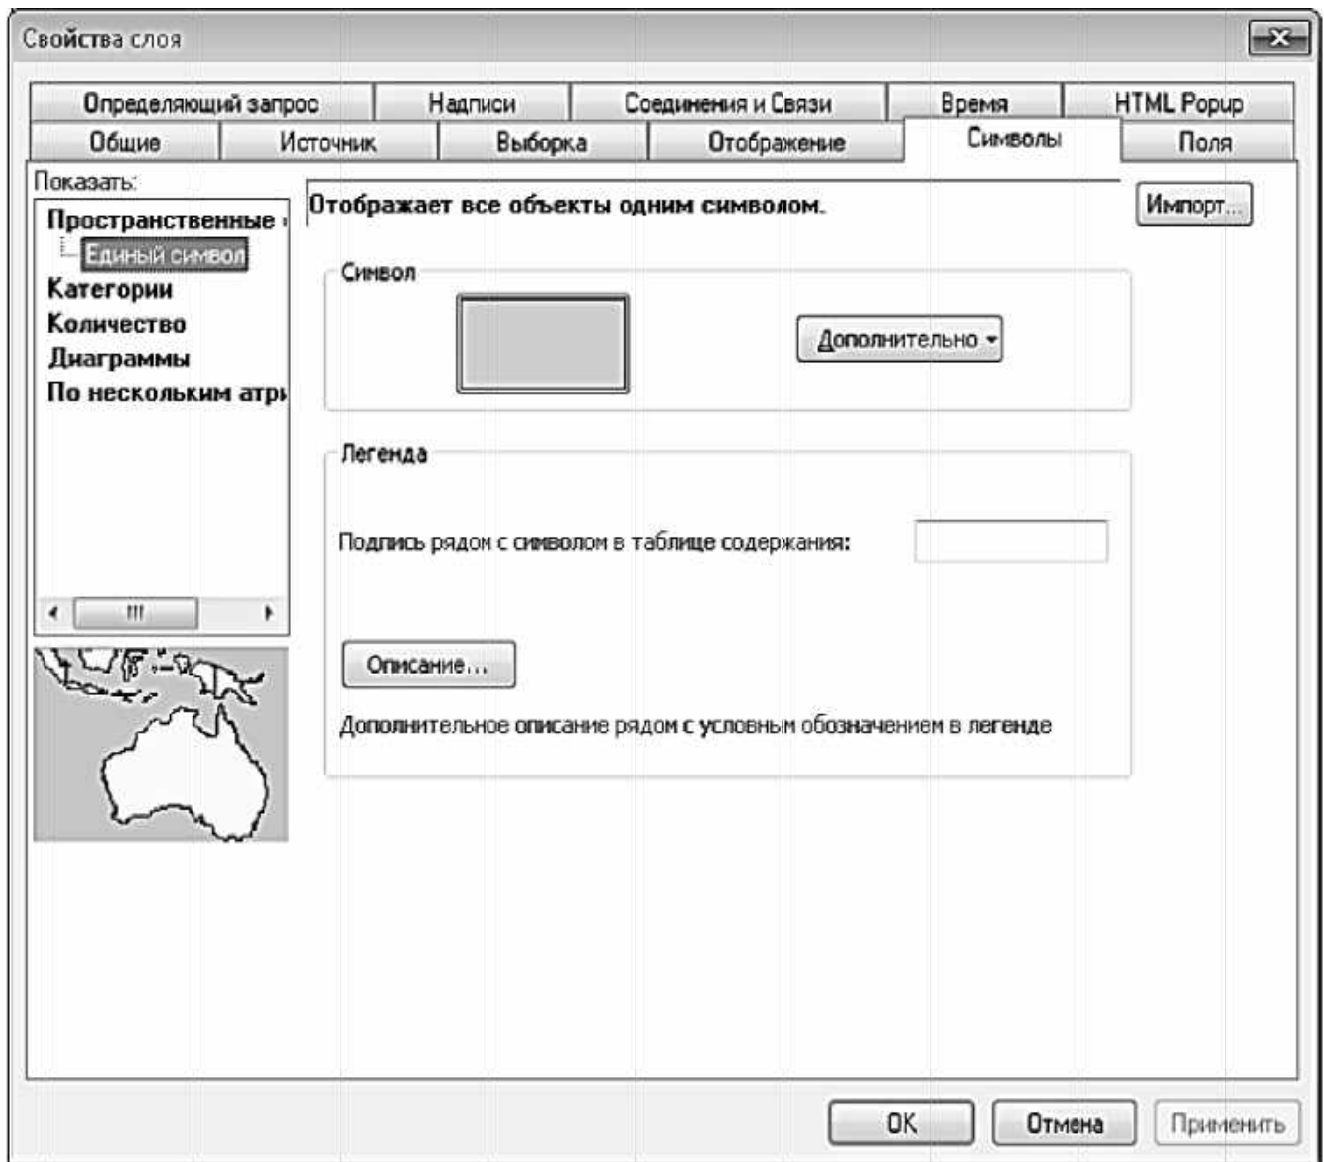 Свойства слоя
Определяющий запрос Надписи Соединения и Связи Время HTML Popup
Общие Источник Выборка Отображение Символы Поля
Показать:
Пространственные
Единый символ
Категории
Количество
Диаграммы
По нескольким атри
Отображает все объекты одним символом.
Импорт...
Символ
Дополнительно
Легенда
Подпись рядом с символом в таблице содержания:
Описание...
Дополнительное описание рядом с условным обозначением в легенде
OK Отмена Применить